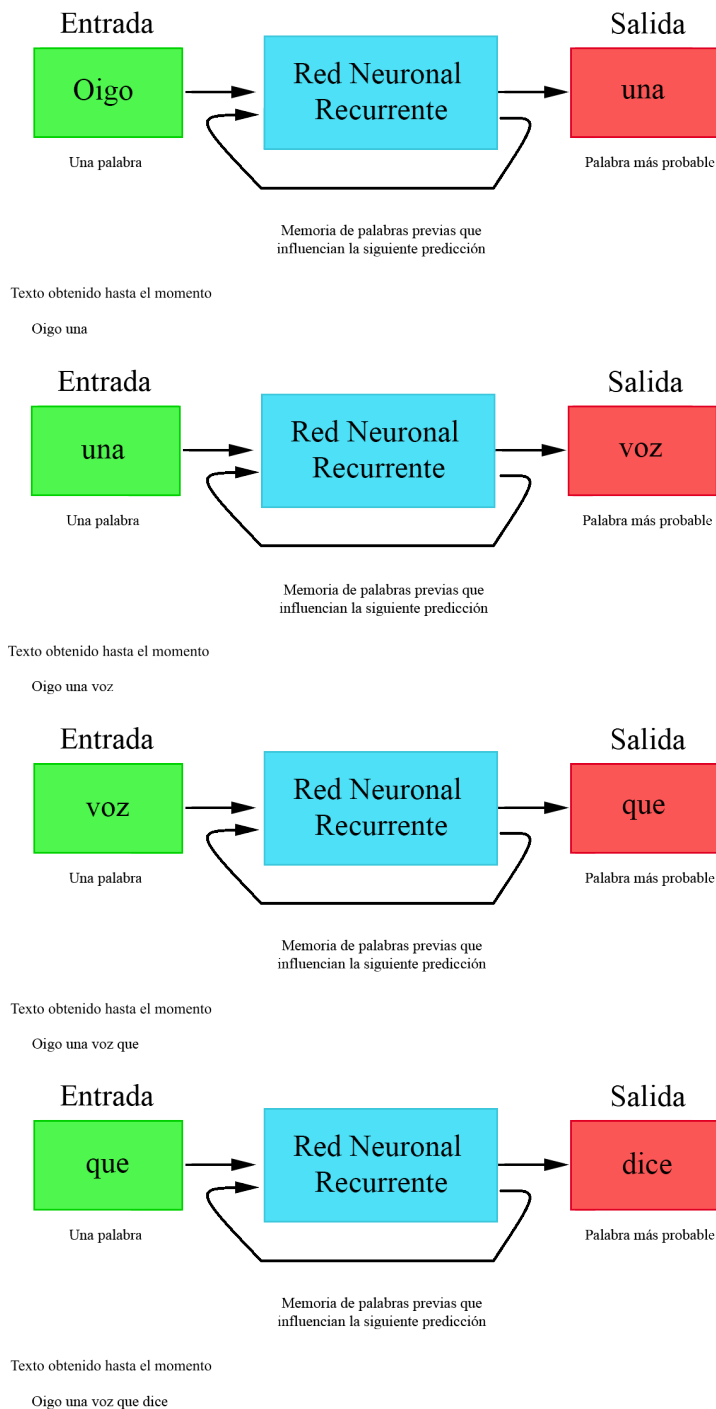 Entrada
Salida
Oigo
Red Neuronal
Recurrente
una
Una palabra
Palabra más probable
Memoria de palabras previas que
influencian la siguiente predicción
Texto obtenido hasta el momento
Oigo una
Entrada
Salida
una
Red Neuronal
Recurrente
voz
Una palabra
Palabra más probable
Memoria de palabras previas que
influencian la siguiente predicción
Texto obtenido hasta el momento
Oigo una voz
Entrada
Salida
voz
Red Neuronal
Recurrente
que
Una palabra
Palabra más probable
Memoria de palabras previas que
influencian la siguiente predicción
Texto obtenido hasta el momento
Oigo una voz que
Entrada
Salida
que
Red Neuronal
Recurrente
dice
Una palabra
Palabra más probable
Memoria de palabras previas que
influencian la siguiente predicción
Texto obtenido hasta el momento
Oigo una voz que dice